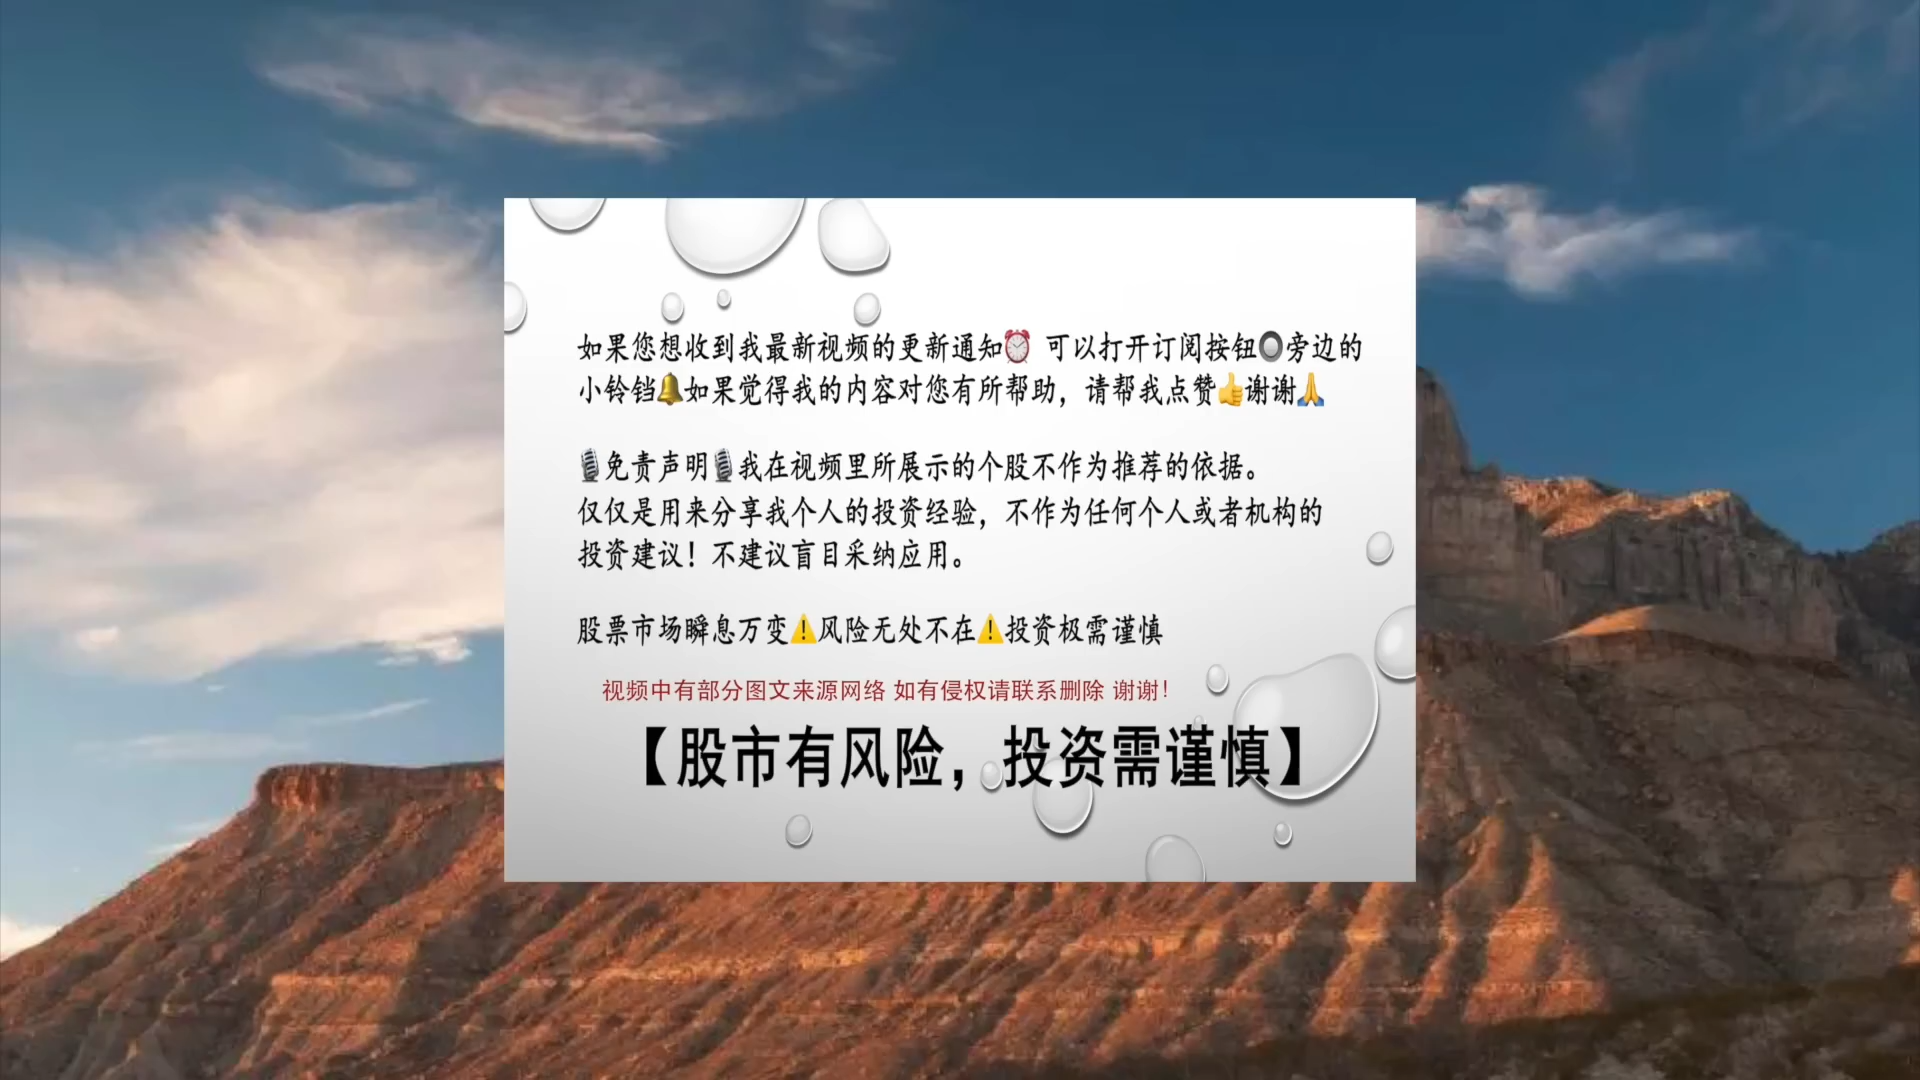 如果您想收到我最新视频的更新通知⏰ 可以打开订阅按钮🔘旁边的
小铃铛🔔如果觉得我的内容对您有所帮助，请帮我点赞👍谢谢🙏
🎙️免责声明🎙️我在视频里所展示的个股不作为推荐的依据。
仅仅是用来分享我个人的投资经验，不作为任何个人或者机构的
投资建议！不建议盲目采纳应用。
股票市场瞬息万变⚠️风险无处不在⚠️投资极需谨慎
视频中有部分图文来源网络 如有侵权请联系删除 谢谢！
【股市有风险，投资需谨慎】